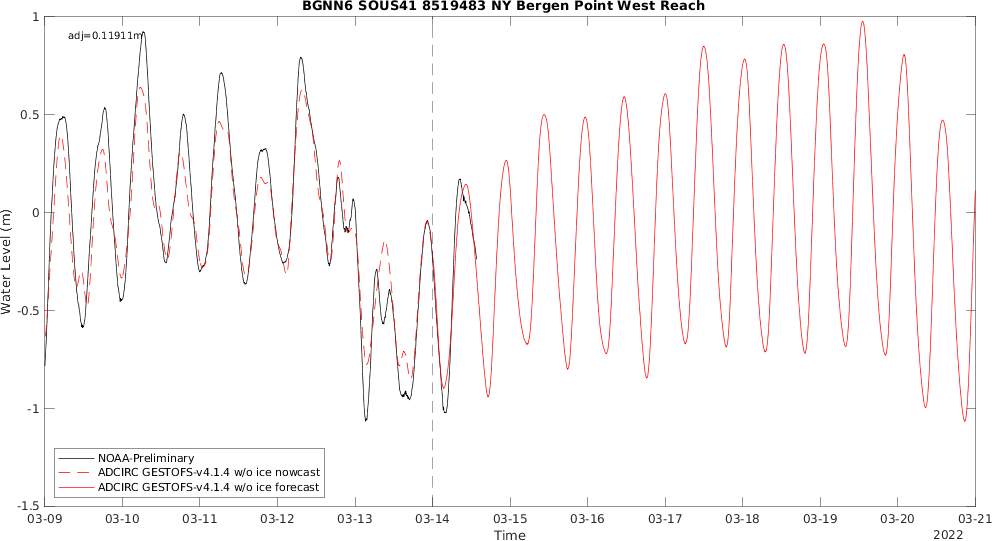 BGNN6 SOUS41 8519483 NY Bergen Point West Reach
adj=0.11911m
1
0.5
0
-0.5
-1
-1.5
Water Level (m)
NOAA-Preliminary
ADCIRC GESTOFS-v4.1.4 w/o ice nowcast
ADCIRC GESTOFS-v4.1.4 w/o ice forecast
03-09 03-10 03-11 03-12 03-13 03-14 03-15 03-16 03-17 03-18 03-19 03-20 03-21
Time
2022